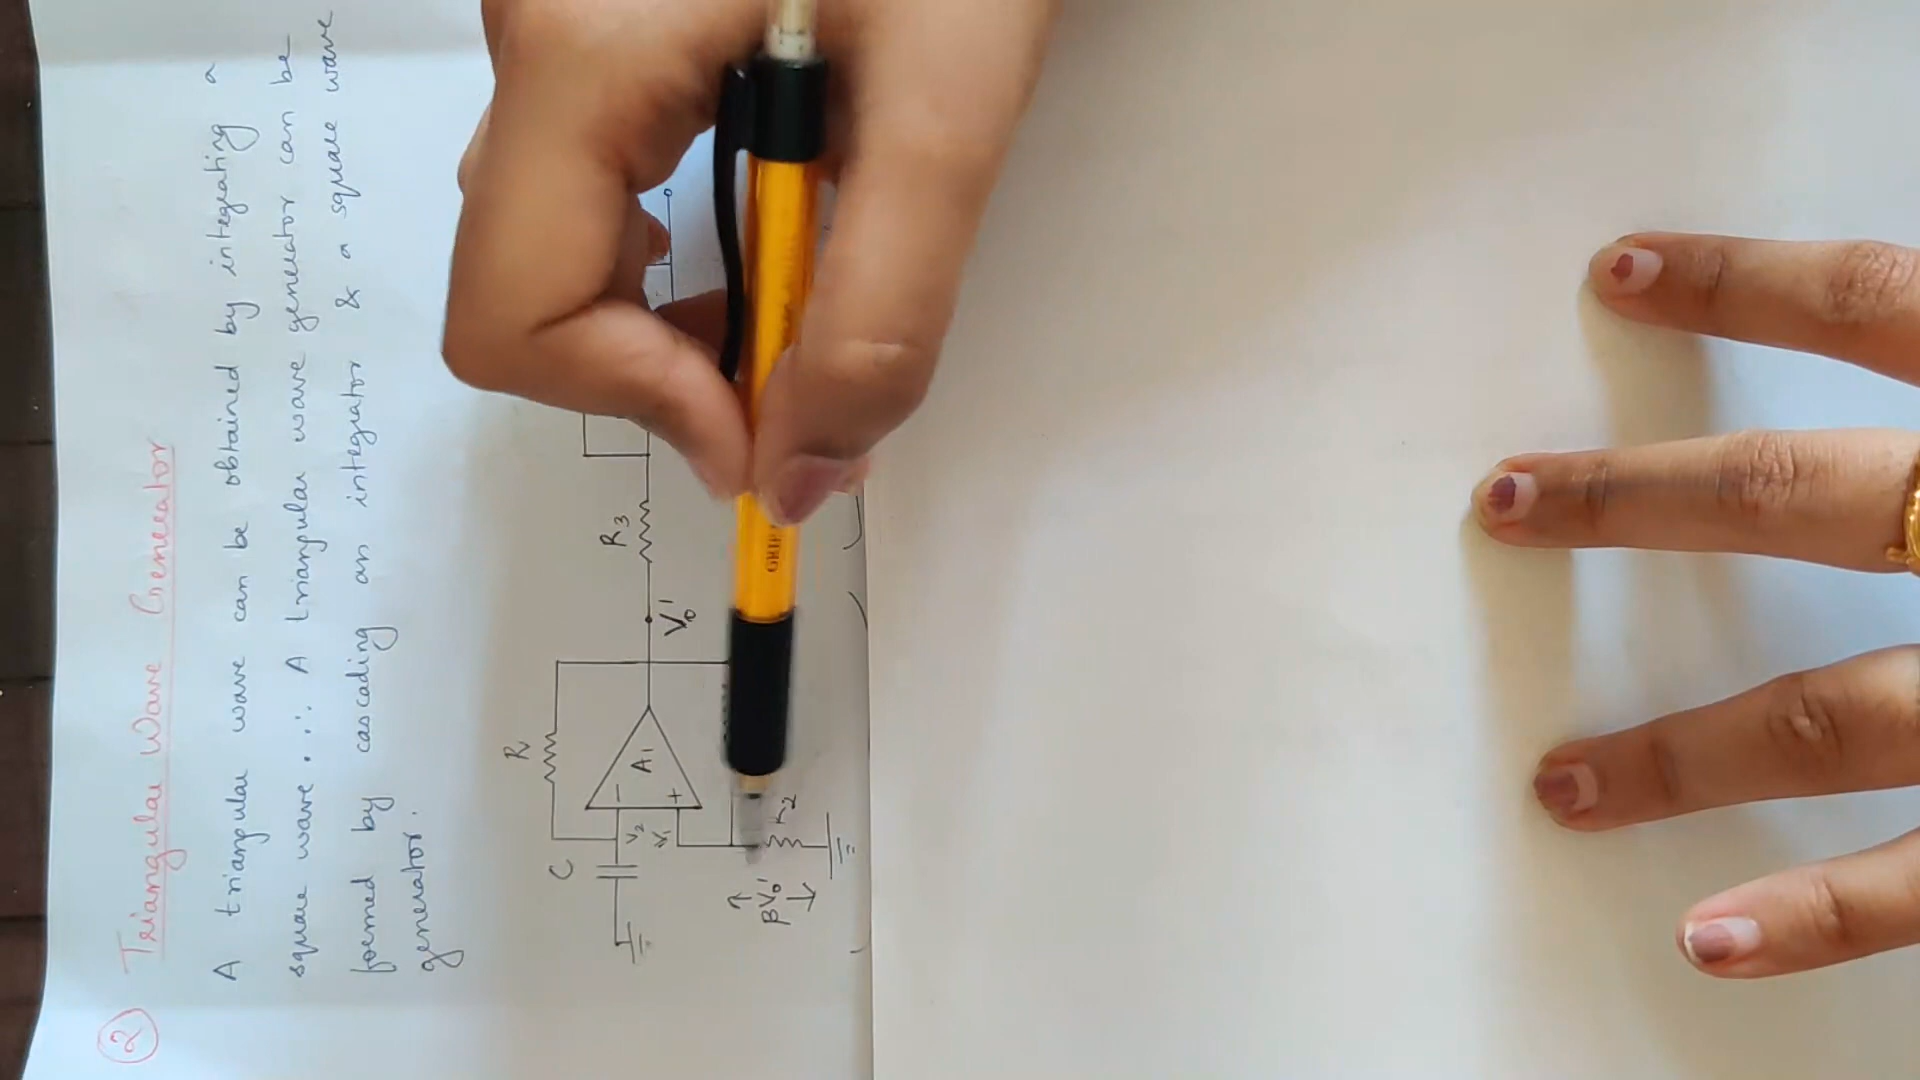 2 Triangular Wave Generator
A triangular wave can be obtained by integrating a
square wave. ∴ A triangular wave generator can be
formed by cascading an integrator & a square wave
generator.
R
C
V2
V1
-
+
A1
Vo'
R3
R2
βVo'
GRIP